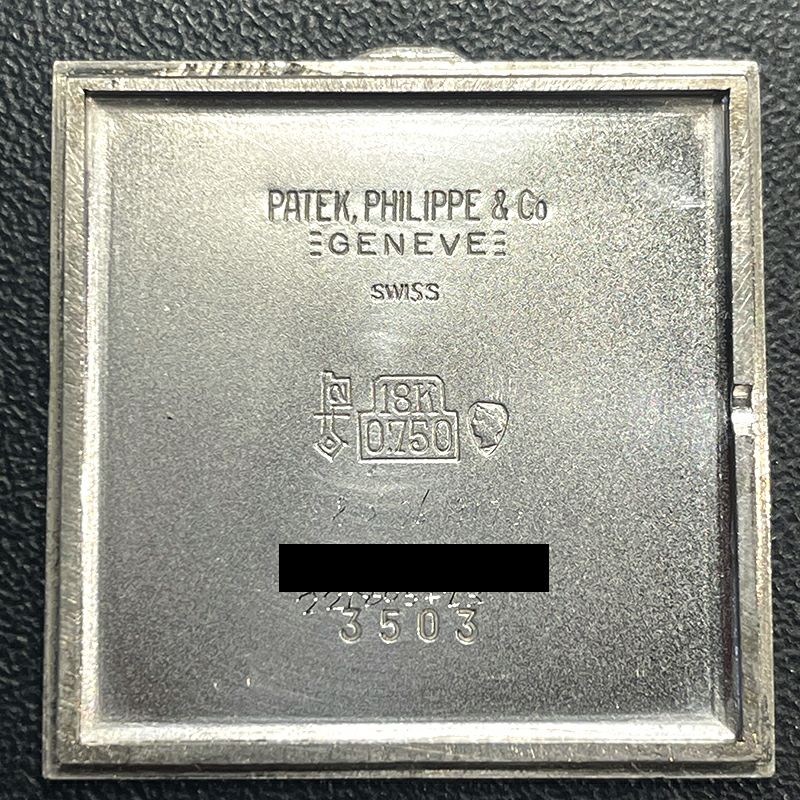 PATEK, PHILIPPE & Co
GENEVE
SWISS
18K
0.750
3503